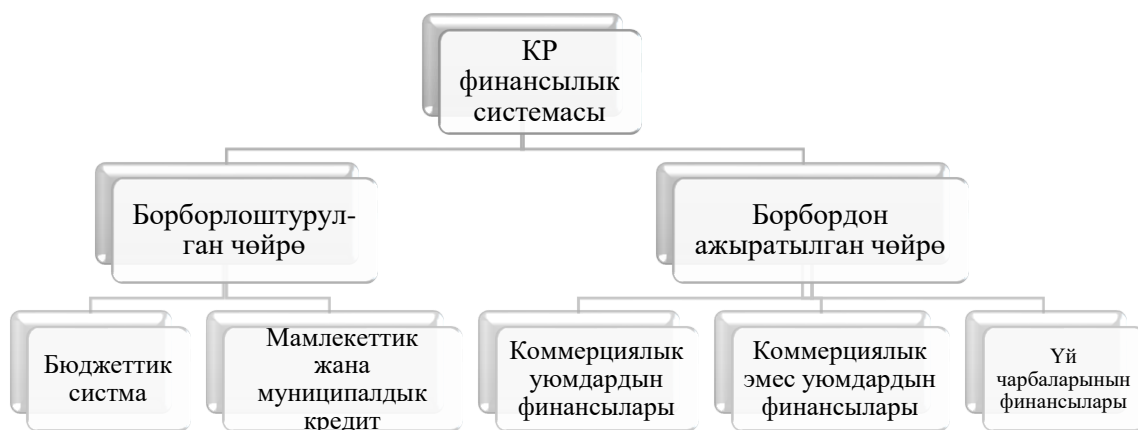 КР
финансылык
системасы
Борборлоштурул-
ган чөйрө
Борбордон
ажыратылган чөйрө
Бюджеттик
систма
Мамлекеттик
жана
муниципалдык
кредит
Коммерциялык
уюмдардын
финансылары
Коммерциялык
эмес уюмдардын
финансылары
Үй
чарбаларынын
финансылары